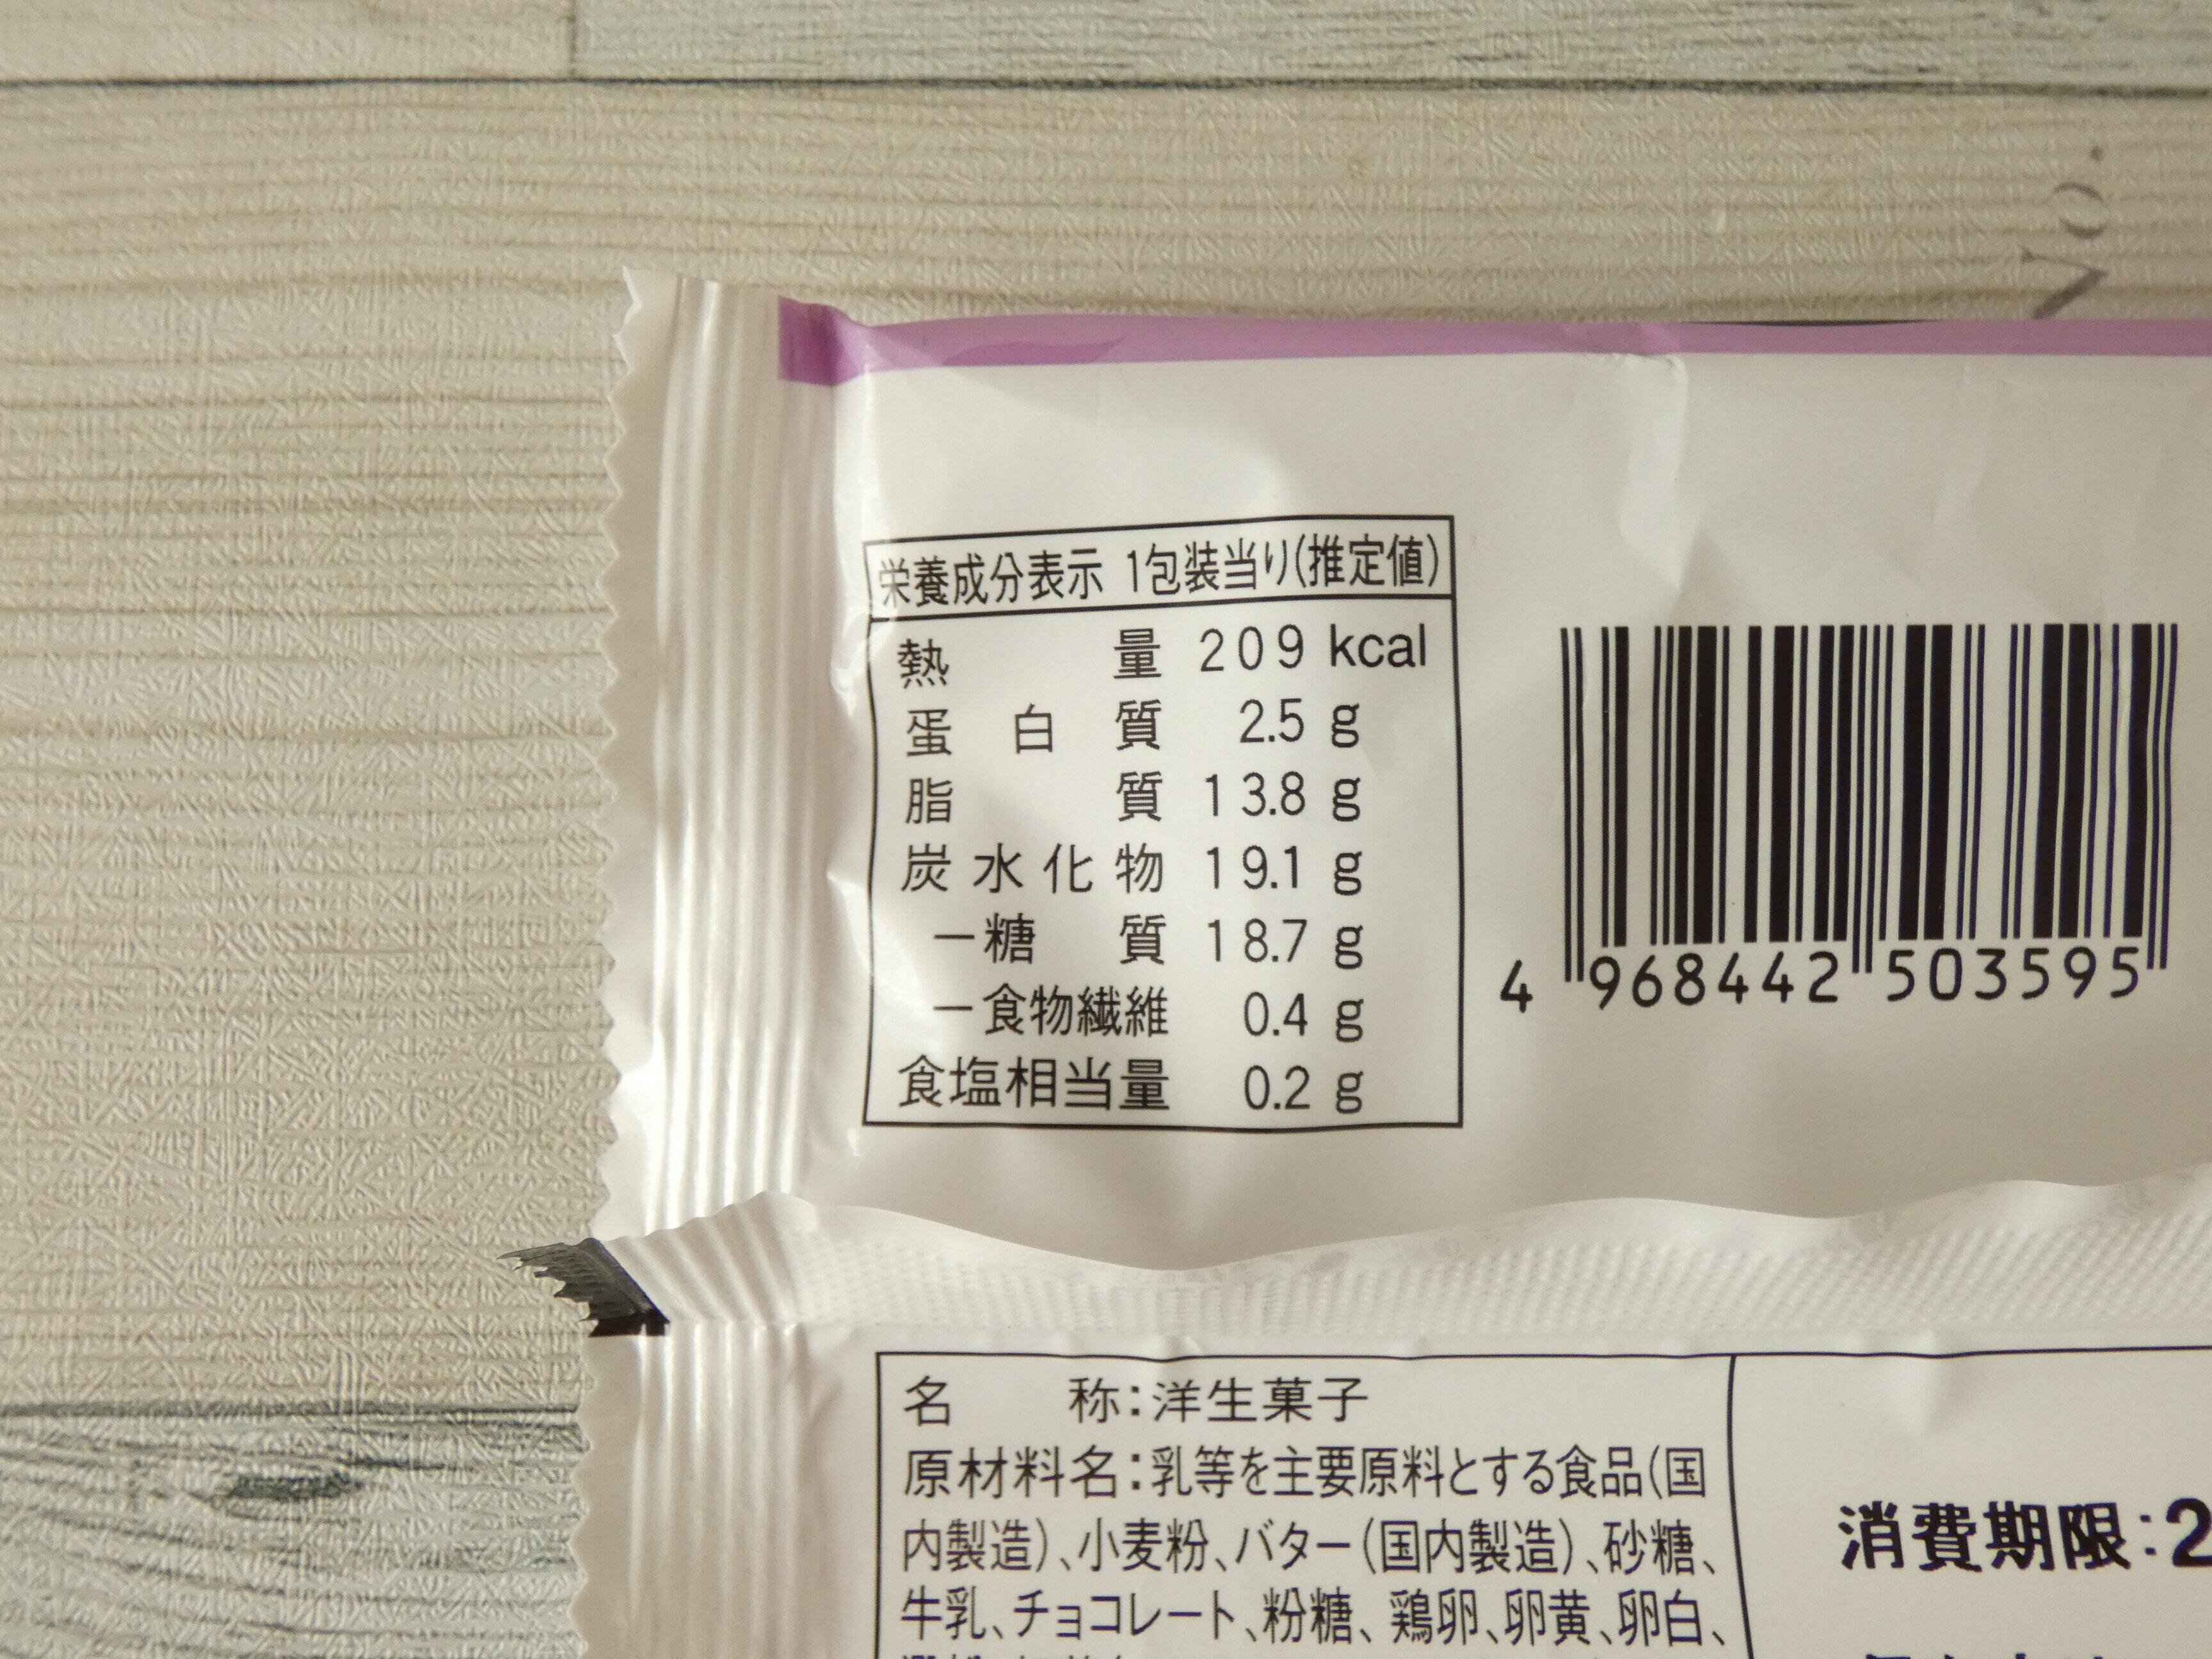 No.
栄養成分表示 1包装当り(推定値)
熱量 209 kcal
蛋白質 2.5 g
脂質 13.8 g
炭水化物 19.1 g
－糖質 18.7 g
－食物繊維 0.4 g
食塩相当量 0.2 g
4 968442 503595
名称:洋生菓子
原材料名:乳等を主要原料とする食品(国
内製造)、小麦粉、バター(国内製造)、砂糖、
牛乳、チョコレート、粉糖、鶏卵、卵黄、卵白、
消費期限:2